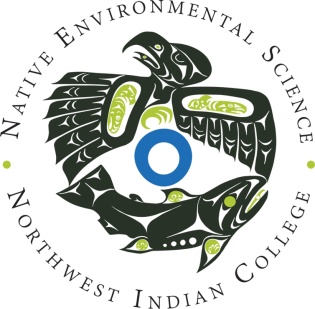 NATIVE ENVIRONMENTAL SCIENCE
NORTHWEST INDIAN COLLEGE